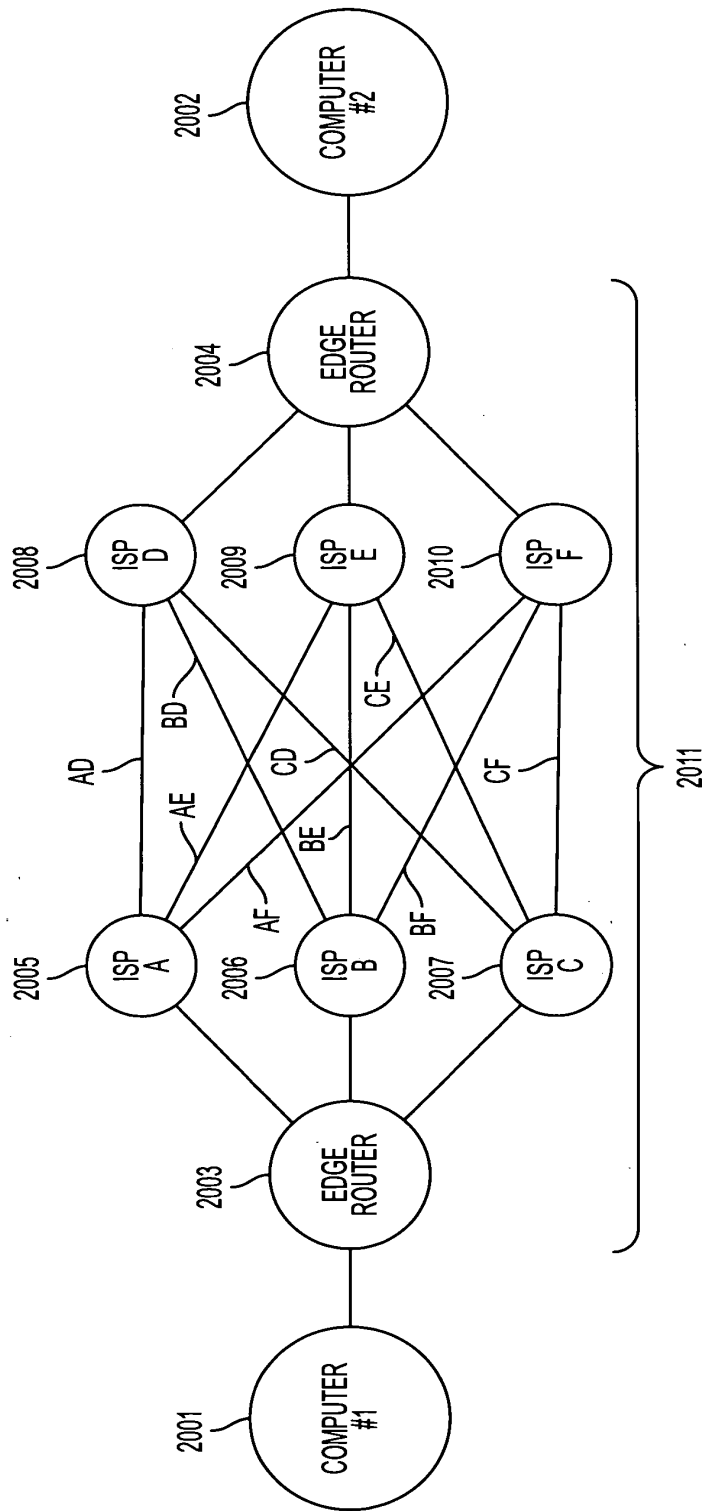 2001
COMPUTER
#1
2003
EDGE
ROUTER
2005
ISP
A
2006
ISP
B
2007
ISP
C
AD
AE
BD
AF
CD
BE
CE
BF
CF
2008
ISP
D
2009
ISP
E
2010
ISP
F
2004
EDGE
ROUTER
2002
COMPUTER
#2
2011